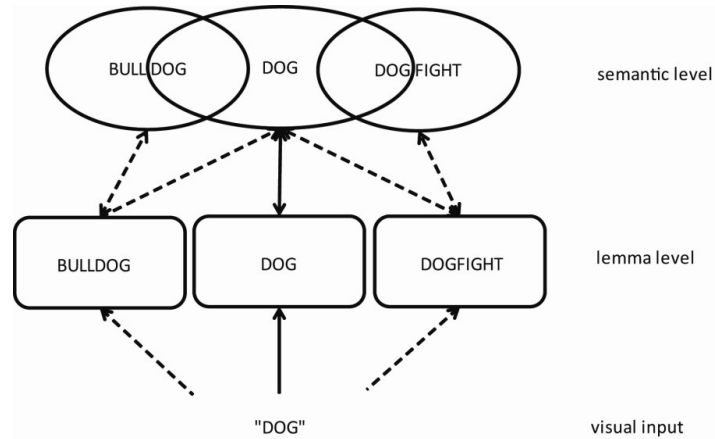 BULLDOG DOG DOGFIGHT semantic level
BULLDOG DOG DOGFIGHT lemma level
"DOG" visual input